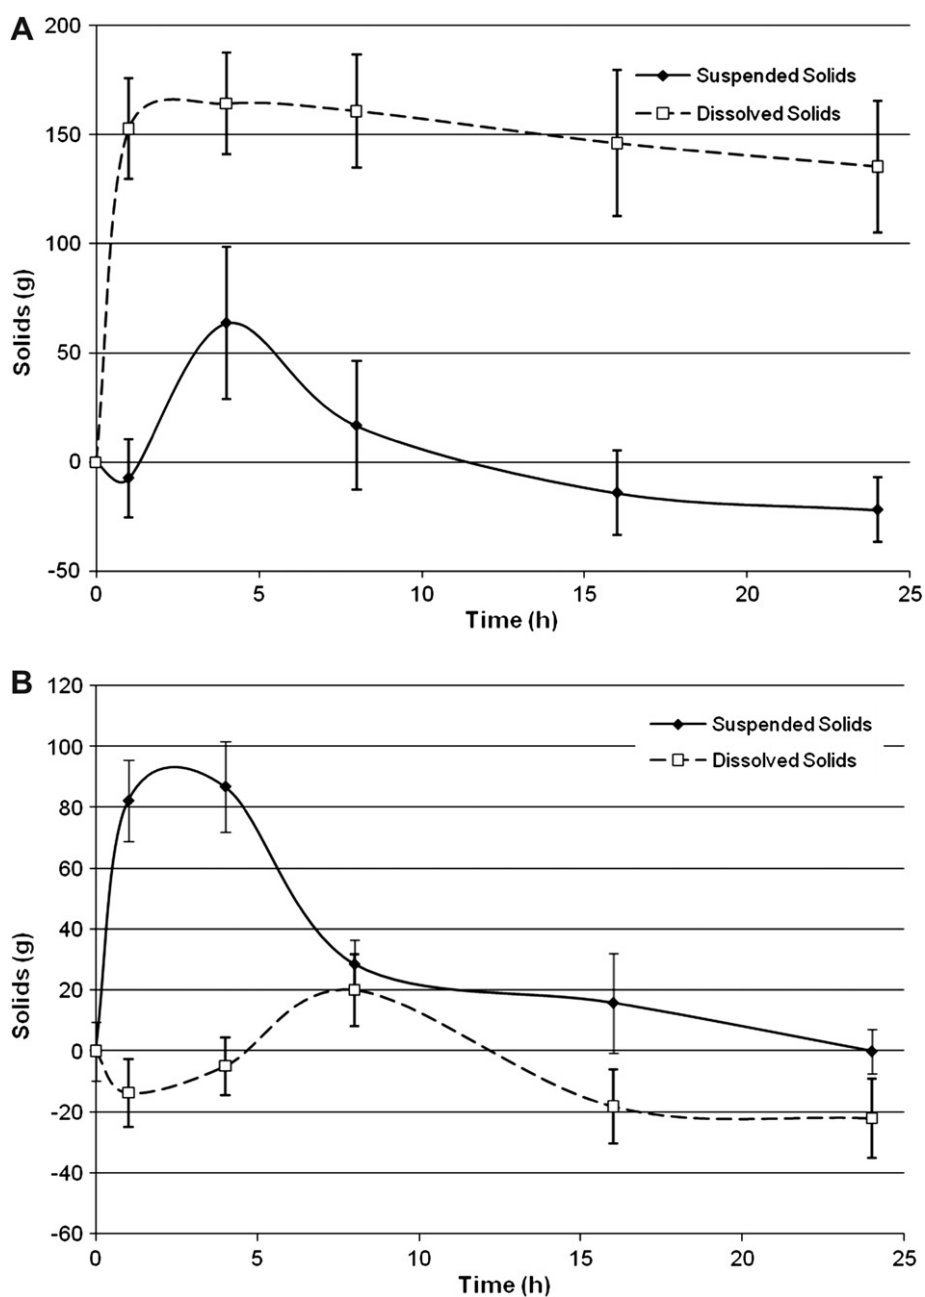 A
200
150
100
50
0
-50
Solids (g)
Suspended Solids
Dissolved Solids
0 5 10 15 20 25
Time (h)
B
120
100
80
60
40
20
0
-20
-40
-60
Solids (g)
Suspended Solids
Dissolved Solids
0 5 10 15 20 25
Time (h)